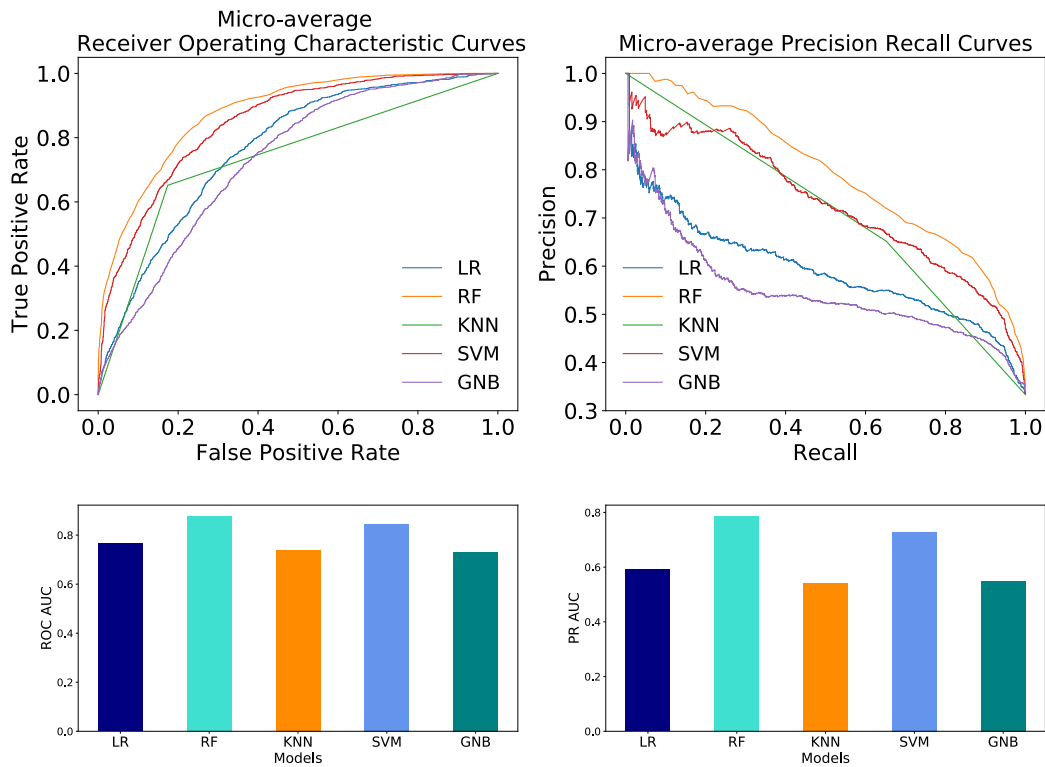 Micro-average
Receiver Operating Characteristic Curves
1.0
0.8
0.6
0.4
0.2
0.0
True Positive Rate
LR
RF
KNN
SVM
GNB
0.0 0.2 0.4 0.6 0.8 1.0
False Positive Rate
Micro-average Precision Recall Curves
1.0
0.9
0.8
0.7
0.6
0.5
0.4
0.3
Precision
LR
RF
KNN
SVM
GNB
0.0 0.2 0.4 0.6 0.8 1.0
Recall
0.8
0.6
0.4
0.2
0.0
ROC AUC
LR RF KNN SVM GNB
Models
0.8
0.6
0.4
0.2
0.0
PR AUC
LR RF KNN SVM GNB
Models